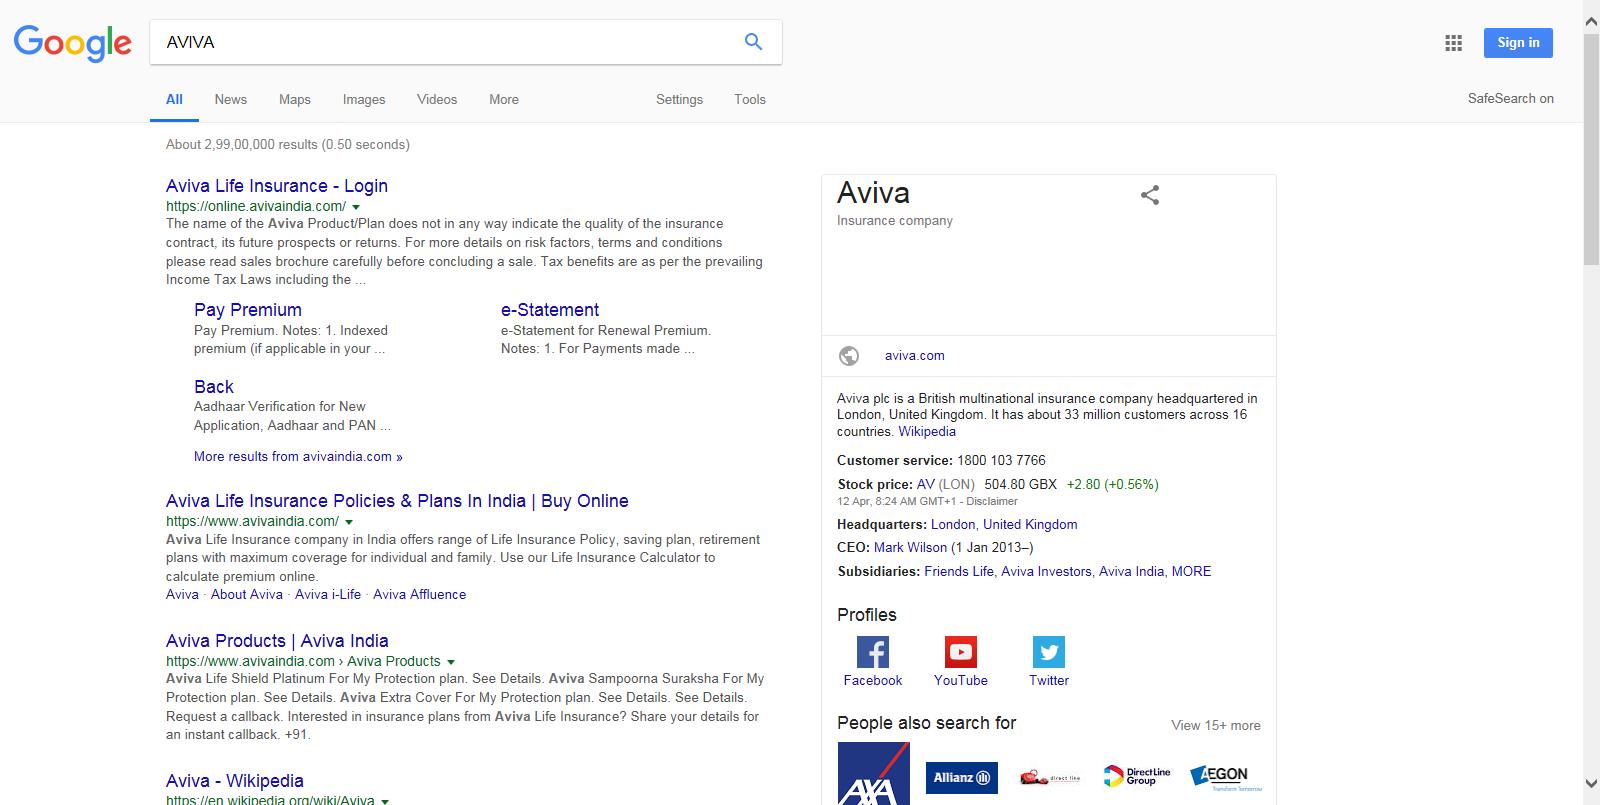 Google
AVIVA
Sign in
All News Maps Images Videos More Settings Tools
SafeSearch on
About 2,99,00,000 results (0.50 seconds)
Aviva Life Insurance - Login
https://online.avivaindia.com/
The name of the Aviva Product/Plan does not in any way indicate the quality of the insurance
contract, its future prospects or returns. For more details on risk factors, terms and conditions
please read sales brochure carefully before concluding a sale. Tax benefits are as per the prevailing
Income Tax Laws including the ...
Pay Premium
Pay Premium. Notes: 1. Indexed
premium (if applicable in your ...
e-Statement
e-Statement for Renewal Premium.
Notes: 1. For Payments made ...
Back
Aadhaar Verification for New
Application, Aadhaar and PAN ...
More results from avivaindia.com »
Aviva Life Insurance Policies & Plans In India | Buy Online
https://www.avivaindia.com/
Aviva Life Insurance company in India offers range of Life Insurance Policy, saving plan, retirement
plans with maximum coverage for individual and family. Use our Life Insurance Calculator to
calculate premium online.
Aviva · About Aviva · Aviva i-Life · Aviva Affluence
Aviva Products | Aviva India
https://www.avivaindia.com › Aviva Products
Aviva Life Shield Platinum For My Protection plan. See Details. Aviva Sampoorna Suraksha For My
Protection plan. See Details. Aviva Extra Cover For My Protection plan. See Details. See Details.
Request a callback. Interested in insurance plans from Aviva Life Insurance? Share your details for
an instant callback. +91.
Aviva - Wikipedia
https://en.wikipedia.org/wiki/Aviva
Aviva
Insurance company
aviva.com
Aviva plc is a British multinational insurance company headquartered in
London, United Kingdom. It has about 33 million customers across 16
countries. Wikipedia
Customer service: 1800 103 7766
Stock price: AV (LON) 504.80 GBX +2.80 (+0.56%)
12 Apr, 8:24 AM GMT+1 - Disclaimer
Headquarters: London, United Kingdom
CEO: Mark Wilson (1 Jan 2013–)
Subsidiaries: Friends Life, Aviva Investors, Aviva India, MORE
Profiles
Facebook YouTube Twitter
People also search for View 15+ more
AXA
Allianz
direct line
DirectLine
Group
AEGON
Transform Tomorrow